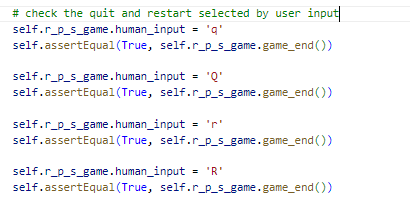 # check the quit and restart selected by user input
self.r_p_s_game.human_input = 'q'
self.assertEqual(True, self.r_p_s_game.game_end())
self.r_p_s_game.human_input = 'Q'
self.assertEqual(True, self.r_p_s_game.game_end())
self.r_p_s_game.human_input = 'r'
self.assertEqual(True, self.r_p_s_game.game_end())
self.r_p_s_game.human_input = 'R'
self.assertEqual(True, self.r_p_s_game.game_end())